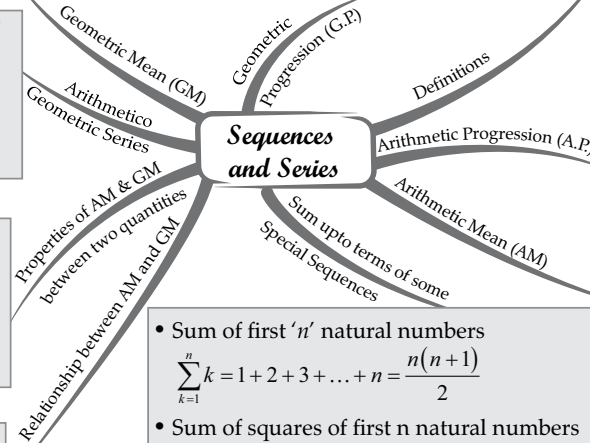 Geometric Mean (GM)
Geometric
Progression (G.P.)
Definitions
Arithmetico
Geometric Series
Sequences
and Series
Arithmetic Progression (A.P.
Arithmetic Mean (AM)
Properties of AM & GM
between two quantities
Relationship between AM and GM
Sum upto terms of some
Special Sequences
• Sum of first 'n' natural numbers
\sum_{k=1}^{n} k = 1+2+3+...+n = \frac{n(n+1)}{2}
• Sum of squares of first n natural numbers